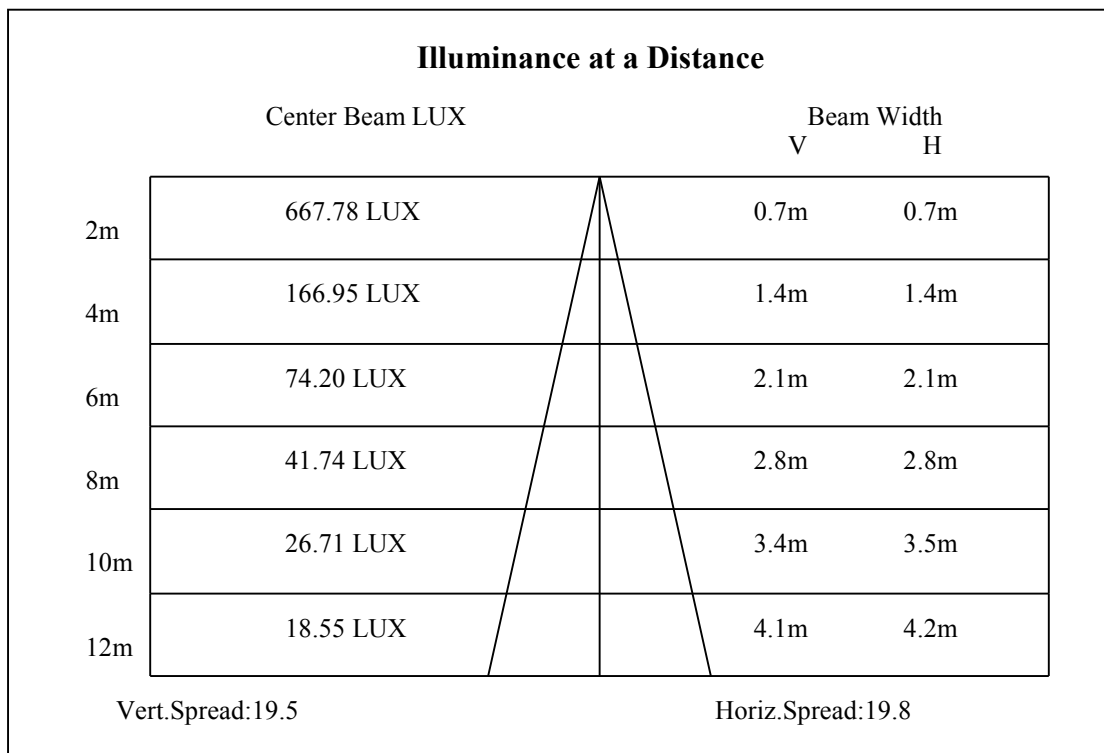 Illuminance at a Distance
Center Beam LUX Beam Width
V H
667.78 LUX 0.7m 0.7m
2m
166.95 LUX 1.4m 1.4m
4m
74.20 LUX 2.1m 2.1m
6m
41.74 LUX 2.8m 2.8m
8m
26.71 LUX 3.4m 3.5m
10m
18.55 LUX 4.1m 4.2m
12m
Vert.Spread:19.5 Horiz.Spread:19.8